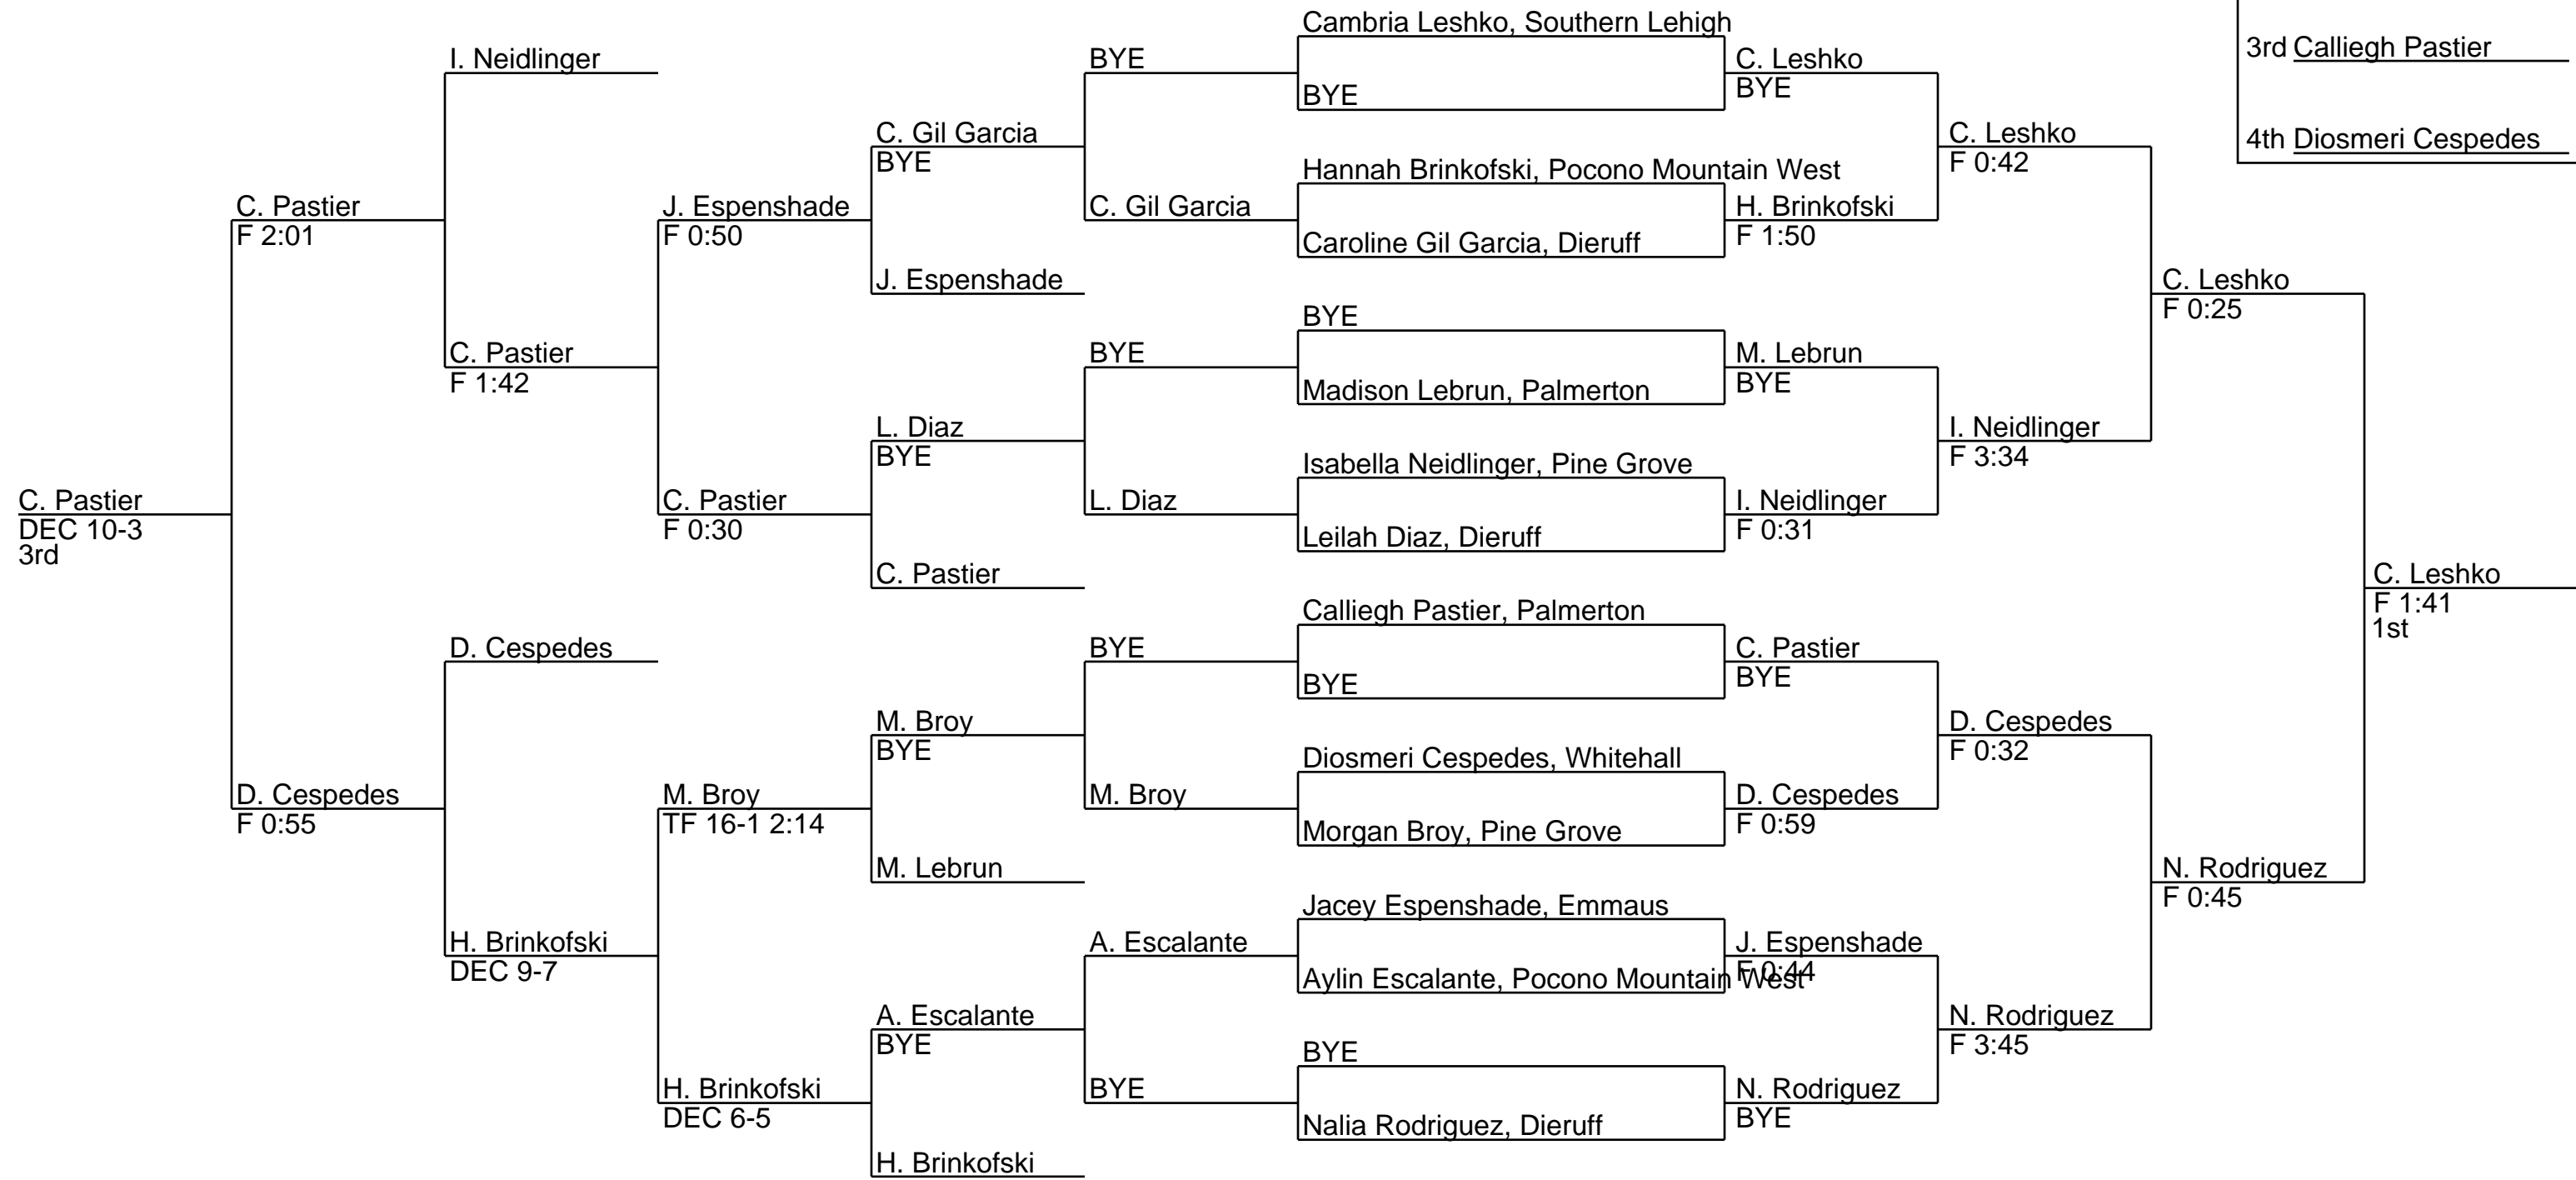 Cambria Leshko, Southern Lehigh
3rd Calliegh Pastier
I. Neidlinger
BYE
C. Leshko
BYE
BYE
4th Diosmeri Cespedes
C. Gil Garcia
BYE
C. Leshko
F 0:42
Hannah Brinkofski, Pocono Mountain West
C. Pastier
F 2:01
J. Espenshade
F 0:50
C. Gil Garcia
H. Brinkofski
F 1:50
Caroline Gil Garcia, Dieruff
J. Espenshade
C. Leshko
F 0:25
BYE
C. Pastier
F 1:42
BYE
M. Lebrun
BYE
Madison Lebrun, Palmerton
L. Diaz
BYE
I. Neidlinger
F 3:34
Isabella Neidlinger, Pine Grove
C. Pastier
DEC 10-3
3rd
C. Pastier
F 0:30
L. Diaz
I. Neidlinger
F 0:31
Leilah Diaz, Dieruff
C. Pastier
C. Leshko
F 1:41
1st
Calliegh Pastier, Palmerton
D. Cespedes
BYE
C. Pastier
BYE
BYE
M. Broy
BYE
D. Cespedes
F 0:32
Diosmeri Cespedes, Whitehall
D. Cespedes
F 0:55
M. Broy
TF 16-1 2:14
M. Broy
D. Cespedes
F 0:59
Morgan Broy, Pine Grove
M. Lebrun
N. Rodriguez
F 0:45
Jacey Espenshade, Emmaus
H. Brinkofski
DEC 9-7
A. Escalante
J. Espenshade
F 0:44
Aylin Escalante, Pocono Mountain West
A. Escalante
BYE
N. Rodriguez
F 3:45
BYE
H. Brinkofski
DEC 6-5
BYE
N. Rodriguez
BYE
Nalia Rodriguez, Dieruff
H. Brinkofski